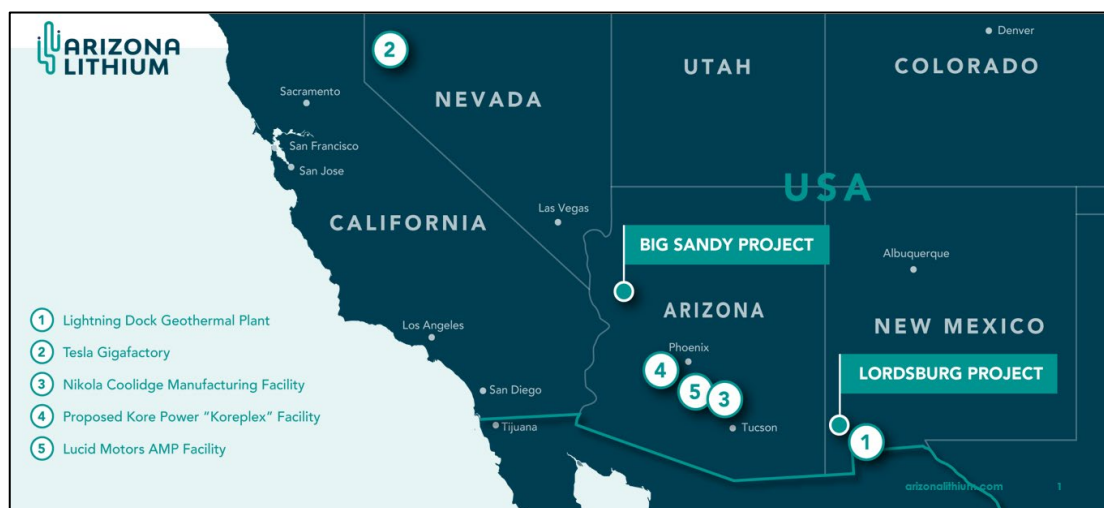 ARIZONA
LITHIUM
2
UTAH
Denver
COLORADO
NEVADA
Sacramento
San Francisco
San Jose
USA
CALIFORNIA
Las Vegas
BIG SANDY PROJECT
Albuquerque
ARIZONA
NEW MEXICO
Los Angeles
Phoenix
4
5
3
LORDSBURG PROJECT
San Diego
Tijuana
Tucson
1
1 Lightning Dock Geothermal Plant
2 Tesla Gigafactory
3 Nikola Coolidge Manufacturing Facility
4 Proposed Kore Power “Koreplex” Facility
5 Lucid Motors AMP Facility
arizonalithium.com 1